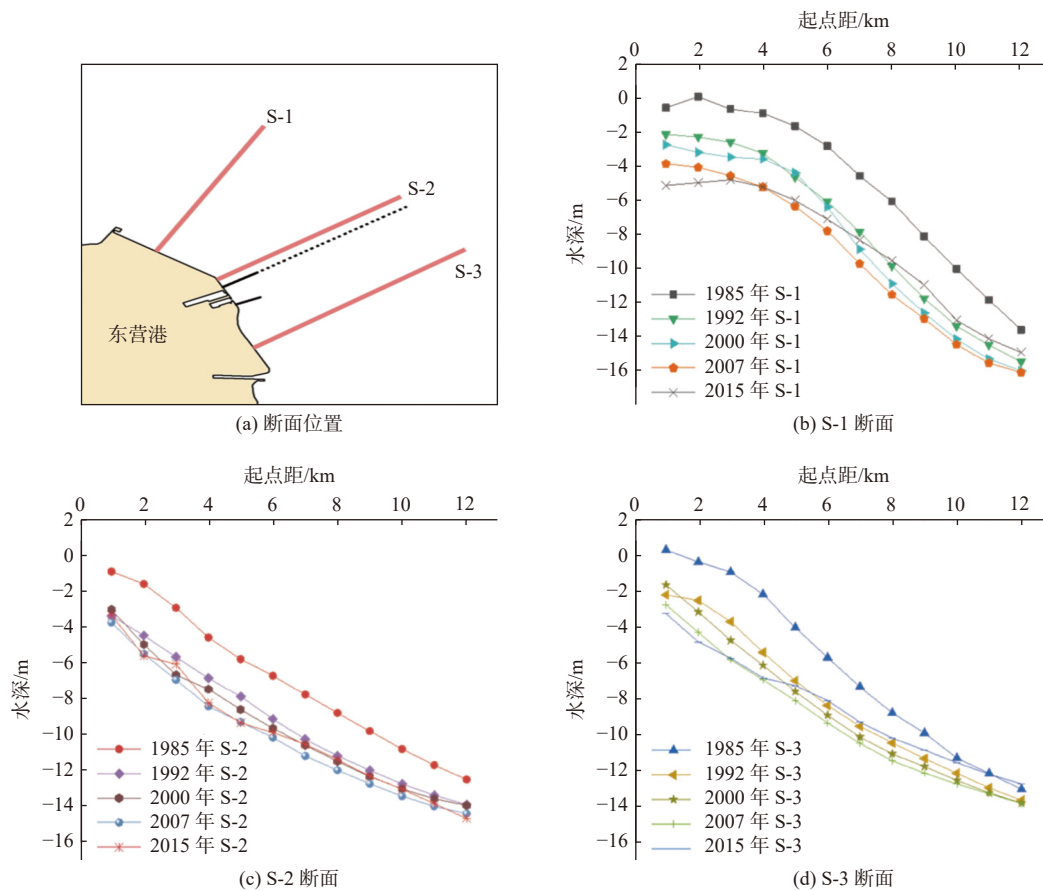 S-1
S-2
S-3
东营港
(a) 断面位置
起点距/km
0 2 4 6 8 10 12
2
0
−2
−4
−6
−8
−10
−12
−14
−16
水深/m
1985 年 S-1
1992 年 S-1
2000 年 S-1
2007 年 S-1
2015 年 S-1
(b) S-1 断面
起点距/km
0 2 4 6 8 10 12
2
0
−2
−4
−6
−8
−10
−12
−14
−16
水深/m
1985 年 S-2
1992 年 S-2
2000 年 S-2
2007 年 S-2
2015 年 S-2
(c) S-2 断面
起点距/km
0 2 4 6 8 10 12
2
0
−2
−4
−6
−8
−10
−12
−14
−16
水深/m
1985 年 S-3
1992 年 S-3
2000 年 S-3
2007 年 S-3
2015 年 S-3
(d) S-3 断面